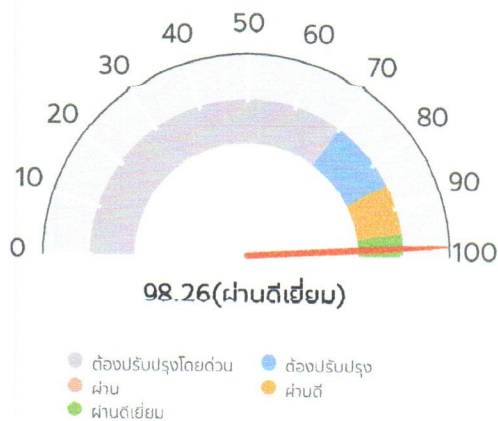 50
40 60
30 70
20 80
10 90
0 100
98.26(ผ่านดีเยี่ยม)
ต้องปรับปรุงโดยด่วน ต้องปรับปรุง
ผ่าน ผ่านดี
ผ่านดีเยี่ยม